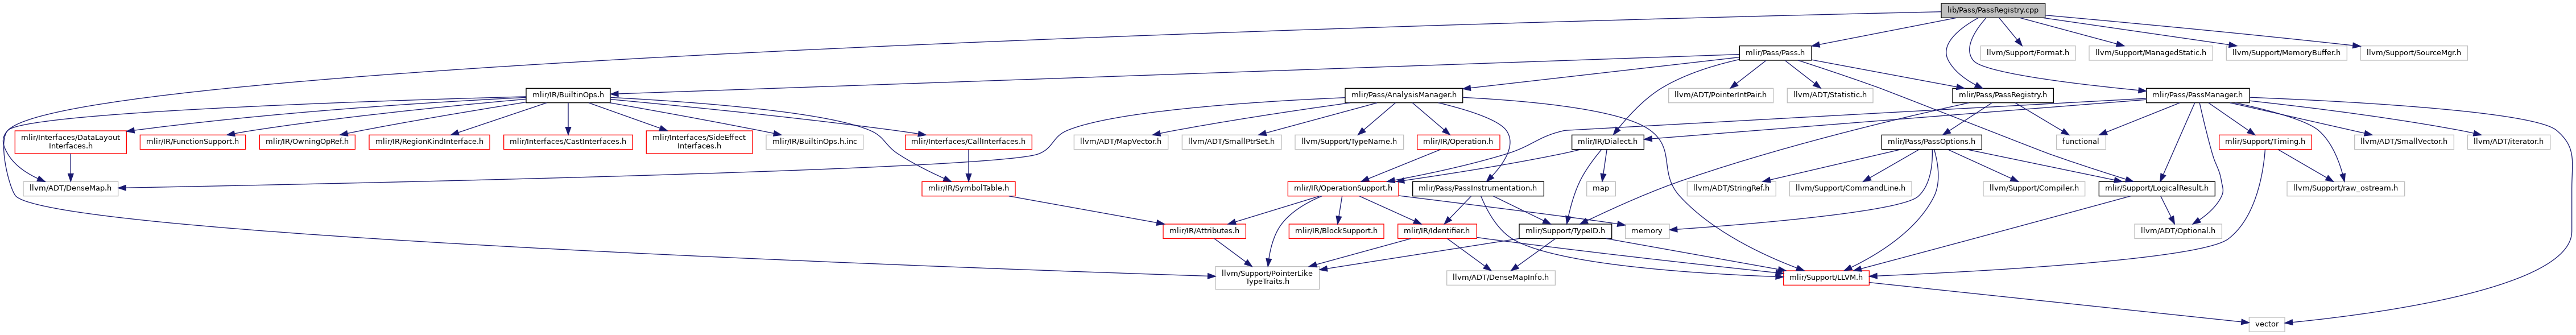 lib/Pass/PassRegistry.cpp
mlir/Pass/Pass.h
llvm/Support/Format.h
llvm/Support/ManagedStatic.h
llvm/Support/MemoryBuffer.h
llvm/Support/SourceMgr.h
mlir/IR/BuiltinOps.h
mlir/Pass/AnalysisManager.h
llvm/ADT/PointerIntPair.h
llvm/ADT/Statistic.h
mlir/Pass/PassRegistry.h
mlir/Pass/PassManager.h
mlir/Interfaces/DataLayout
Interfaces.h
mlir/IR/FunctionSupport.h
mlir/IR/OwningOpRef.h
mlir/IR/RegionKindInterface.h
mlir/Interfaces/CastInterfaces.h
mlir/Interfaces/SideEffect
Interfaces.h
mlir/IR/BuiltinOps.h.inc
mlir/Interfaces/CallInterfaces.h
llvm/ADT/MapVector.h
llvm/ADT/SmallPtrSet.h
llvm/Support/TypeName.h
mlir/IR/Operation.h
mlir/IR/Dialect.h
mlir/Pass/PassOptions.h
functional
mlir/Support/Timing.h
llvm/ADT/SmallVector.h
llvm/ADT/iterator.h
llvm/ADT/DenseMap.h
mlir/IR/SymbolTable.h
mlir/IR/OperationSupport.h
mlir/Pass/PassInstrumentation.h
map
llvm/ADT/StringRef.h
llvm/Support/CommandLine.h
llvm/Support/Compiler.h
mlir/Support/LogicalResult.h
llvm/Support/raw_ostream.h
mlir/IR/Attributes.h
mlir/IR/BlockSupport.h
mlir/IR/Identifier.h
mlir/Support/TypeID.h
memory
llvm/ADT/Optional.h
llvm/Support/PointerLike
TypeTraits.h
llvm/ADT/DenseMapInfo.h
mlir/Support/LLVM.h
vector